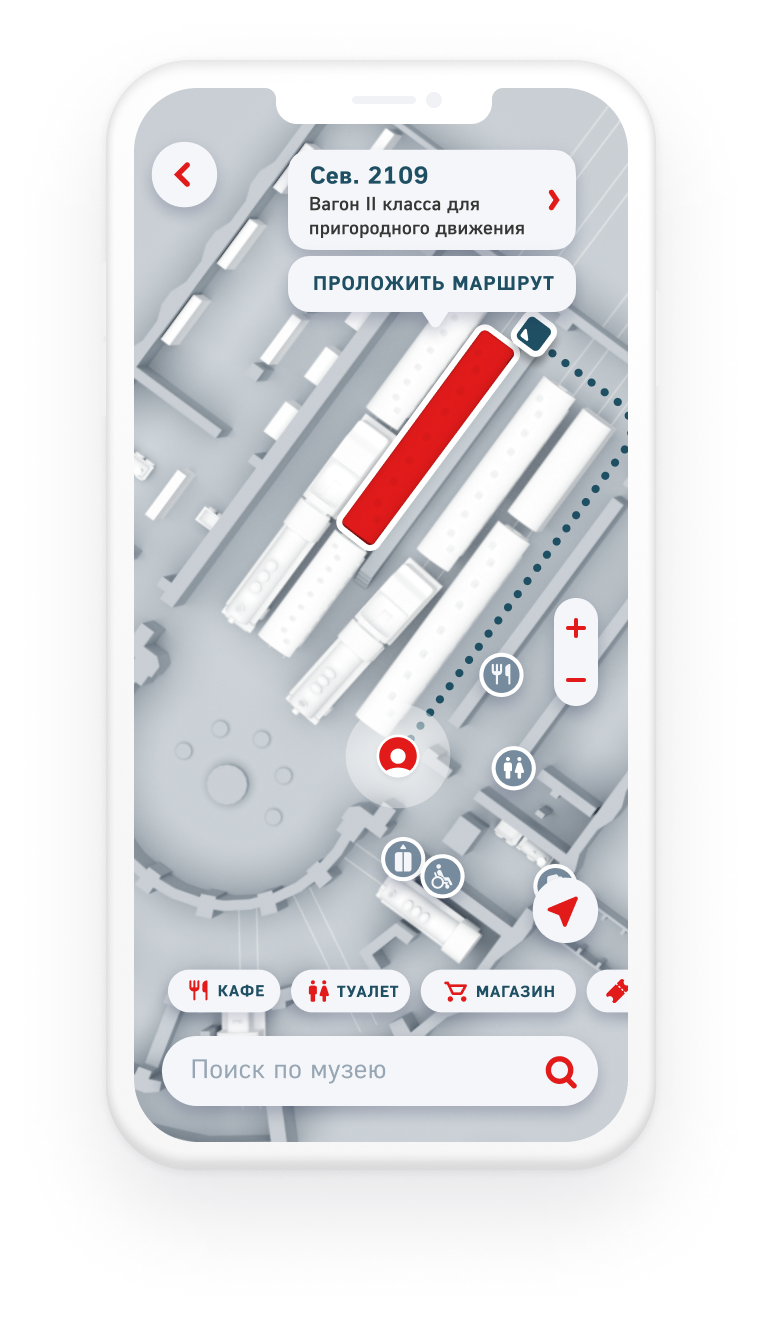 Сев. 2109
Вагон II класса для
пригородного движения
ПРОЛОЖИТЬ МАРШРУТ
КАФЕ
ТУАЛЕТ
МАГАЗИН
Поиск по музею